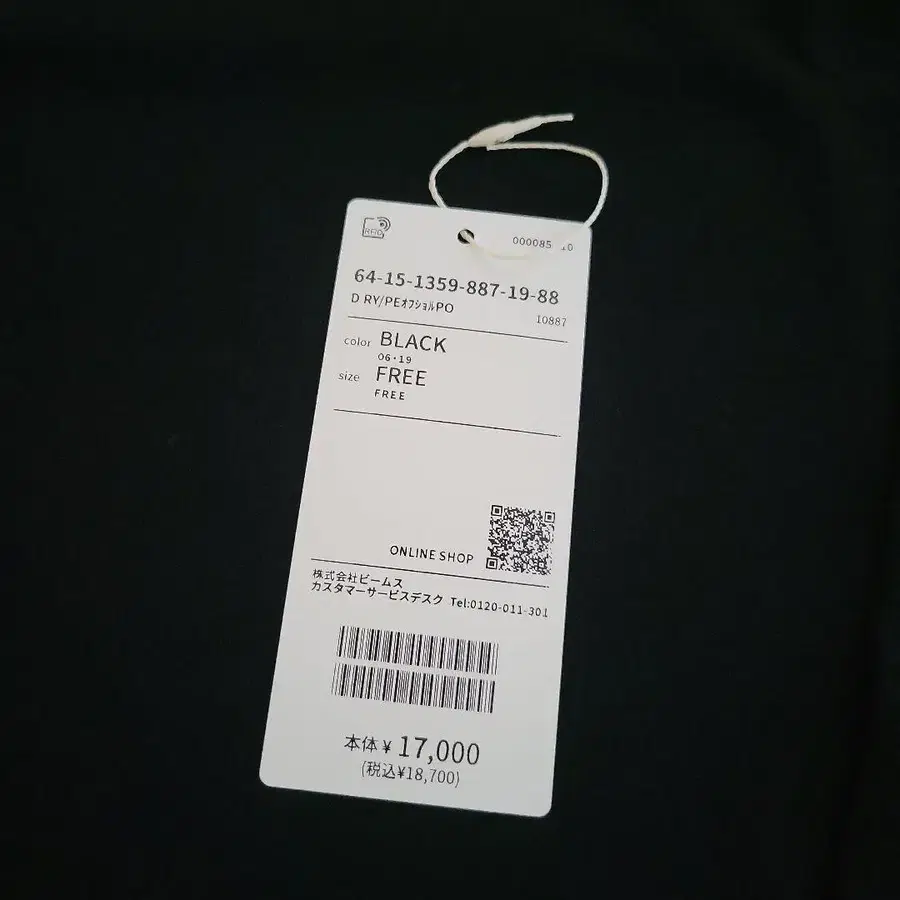 RFID
000085
64-15-1359-887-19-88
D RY/PEオフショルPO
10887
color BLACK
06・19
size FREE
FREE
ONLINE SHOP
株式会社ビームス
カスタマーサービスデスク Tel:0120-011-301
本体¥17,000
(税込¥18,700)